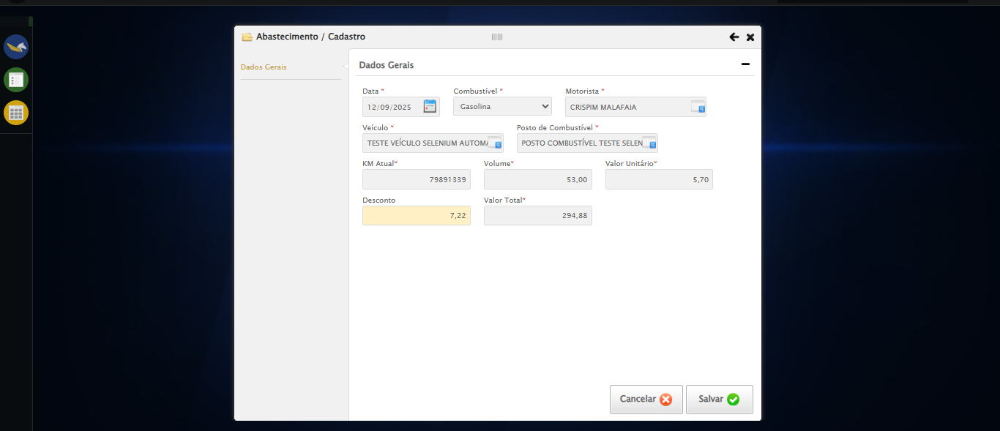 Abastecimento / Cadastro
Dados Gerais
Dados Gerais
Data * Combustível * Motorista *
12/09/2025 Gasolina CRISPIM MALAFAIA
Veículo * Posto de Combustível *
TESTE VEÍCULO SELENIUM AUTOMA POSTO COMBUSTÍVEL TESTE SELEN
KM Atual* Volume* Valor Unitário*
79891339 53,00 5,70
Desconto Valor Total*
7,22 294,88
Cancelar Salvar